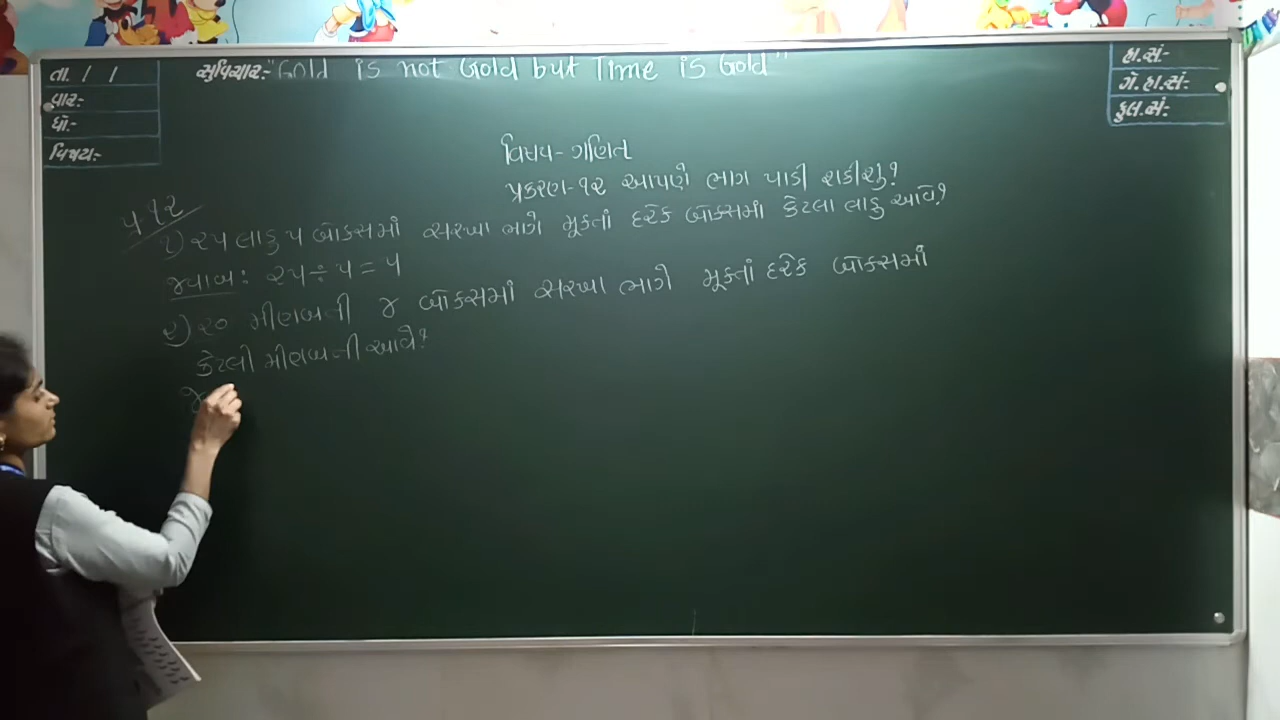 તા. / /
વાર:-
ધો.-
વિષય:-
સુવિચાર:- "Gold is not Gold but Time is Gold"
હા.સં:-
ગે.હા.સં:-
કુલ.સં:-
વિષય- ગણિત
પ્રકરણ-૧૨ આપણે ભાગ પાડી શકીશું?
૫ ૧૨
૧) ૨૫ લાડુ ૫ બોક્સમાં સરખા ભાગે મૂકતાં દરેક બોક્સમાં કેટલા લાડુ આવે?
જવાબ: ૨૫ ÷ ૫ = ૫
૨) ૨૦ મીણબત્તી ૪ બોક્સમાં સરખા ભાગે મૂકતાં દરેક બોક્સમાં
કેટલી મીણબત્તી આવે?
જ